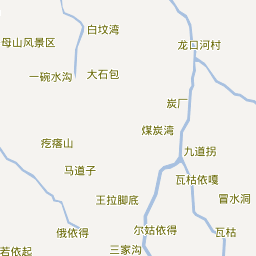 白坟湾
龙口河村
母山风景区
一碗水沟
大石包
炭厂
煤炭湾
疙瘩山
九道拐
马道子
瓦枯依嘎
王拉脚底
冒水洞
俄依得
尔姑依得
瓦枯
若依起
三家沟